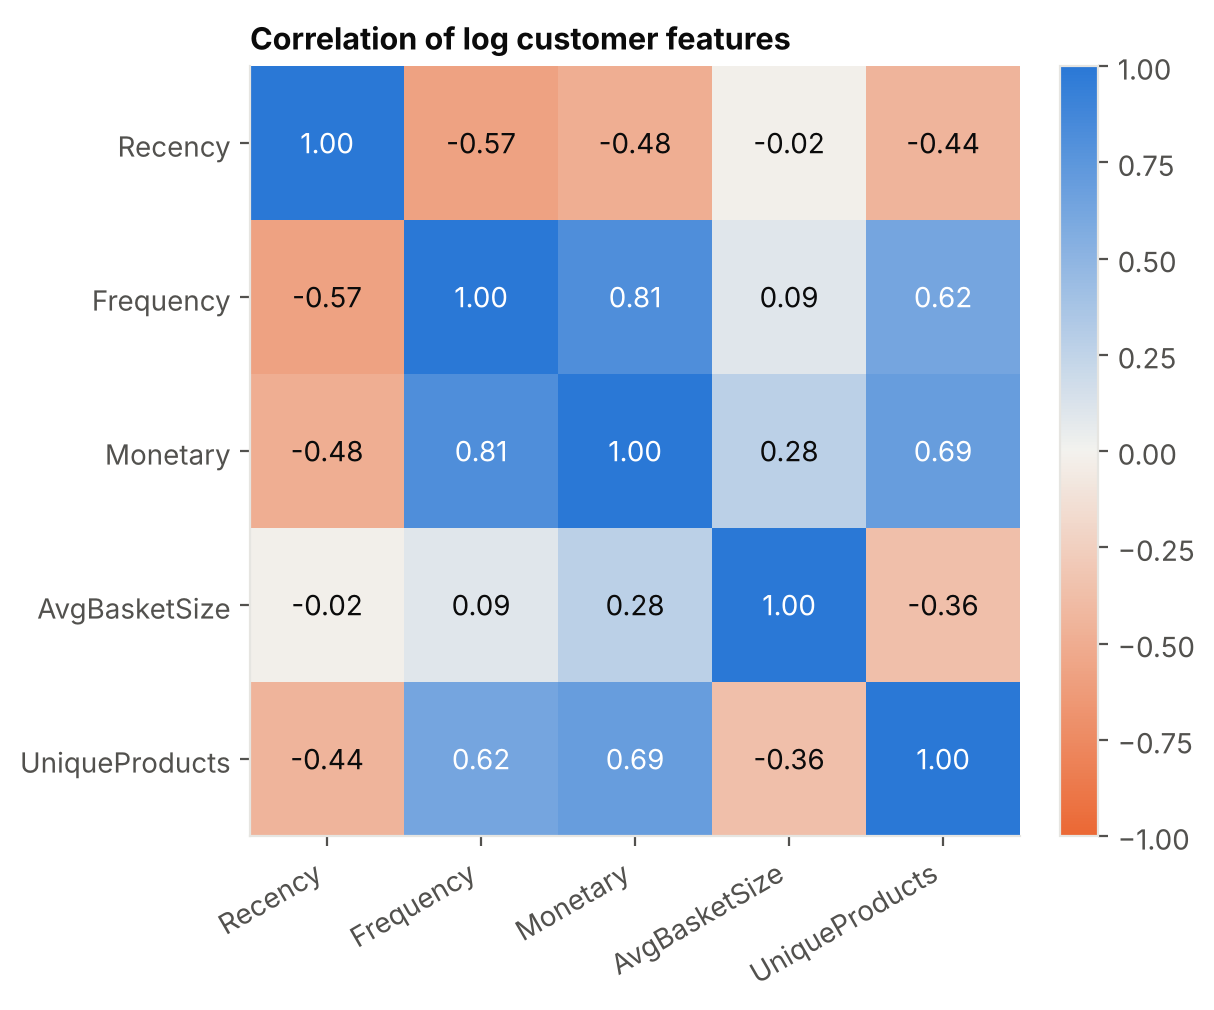 Correlation of log customer features
Recency 1.00 -0.57 -0.48 -0.02 -0.44
Frequency -0.57 1.00 0.81 0.09 0.62
Monetary -0.48 0.81 1.00 0.28 0.69
AvgBasketSize -0.02 0.09 0.28 1.00 -0.36
UniqueProducts -0.44 0.62 0.69 -0.36 1.00
Recency Frequency Monetary AvgBasketSize UniqueProducts
1.00
0.75
0.50
0.25
0.00
−0.25
−0.50
−0.75
−1.00